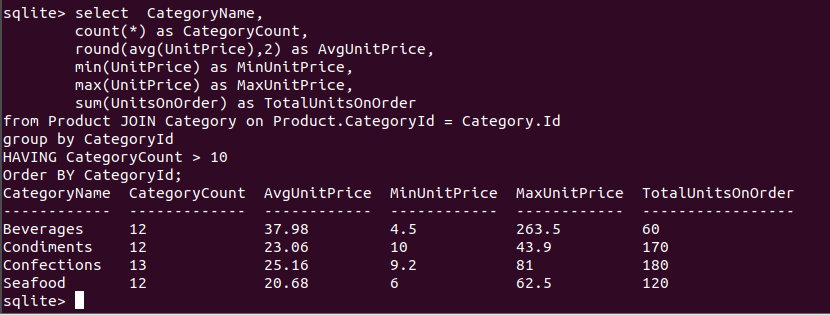 sqlite> select  CategoryName,
        count(*) as CategoryCount,
        round(avg(UnitPrice),2) as AvgUnitPrice,
        min(UnitPrice) as MinUnitPrice,
        max(UnitPrice) as MaxUnitPrice,
        sum(UnitsOnOrder) as TotalUnitsOnOrder
from Product JOIN Category on Product.CategoryId = Category.Id
group by CategoryId
HAVING CategoryCount > 10
Order BY CategoryId;
CategoryName  CategoryCount  AvgUnitPrice  MinUnitPrice  MaxUnitPrice  TotalUnitsOnOrder
------------  -------------  ------------  ------------  ------------  -----------------
Beverages     12             37.98         4.5           263.5         60
Condiments    12             23.06         10            43.9          170
Confections   13             25.16         9.2           81            180
Seafood       12             20.68         6             62.5          120
sqlite>